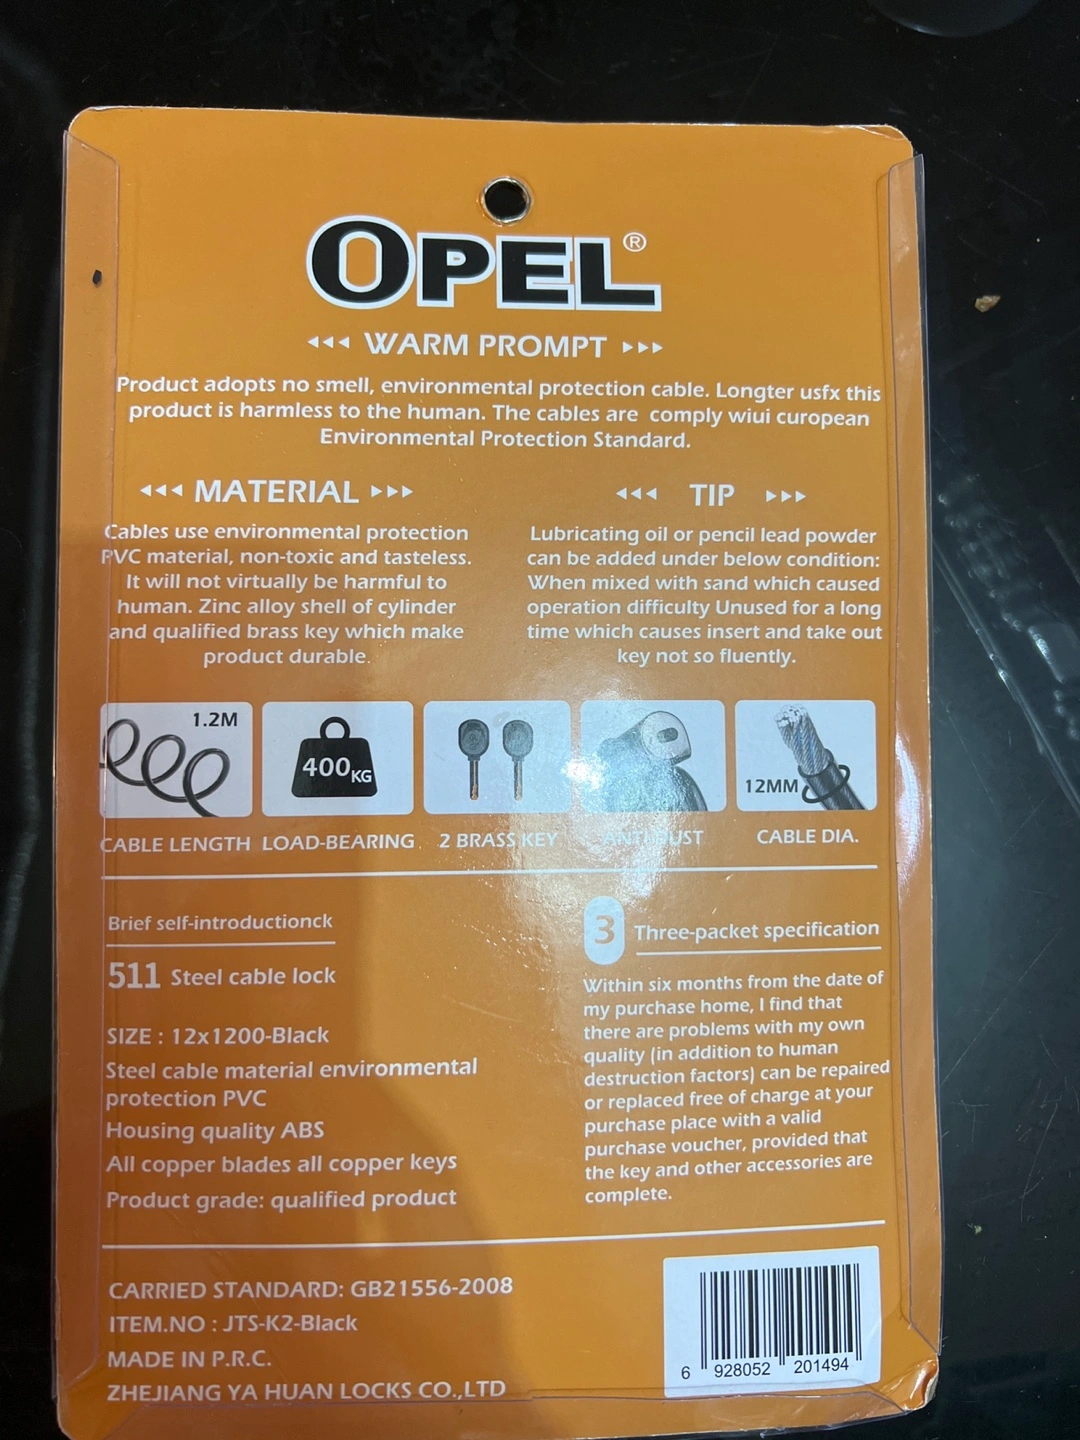 OPEL®
WARM PROMPT
Product adopts no smell, environmental protection cable. Longter usfx this
product is harmless to the human. The cables are comply wiui curopean
Environmental Protection Standard.
MATERIAL
Cables use environmental protection
PVC material, non-toxic and tasteless.
It will not virtually be harmful to
human. Zinc alloy shell of cylinder
and qualified brass key which make
product durable.
TIP
Lubricating oil or pencil lead powder
can be added under below condition:
When mixed with sand which caused
operation difficulty Unused for a long
time which causes insert and take out
key not so fluently.
1.2M
400KG
12MM
CABLE LENGTH
LOAD-BEARING
2 BRASS KEY
ANTI-DUST
CABLE DIA.
Brief self-introductionck
511 Steel cable lock
SIZE : 12x1200-Black
Steel cable material environmental
protection PVC
Housing quality ABS
All copper blades all copper keys
Product grade: qualified product
3 Three-packet specification
Within six months from the date of
my purchase home, I find that
there are problems with my own
quality (in addition to human
destruction factors) can be repaired
or replaced free of charge at your
purchase place with a valid
purchase voucher, provided that
the key and other accessories are
complete.
CARRIED STANDARD: GB21556-2008
ITEM.NO : JTS-K2-Black
MADE IN P.R.C.
ZHEJIANG YA HUAN LOCKS CO.,LTD
6 928052 201494